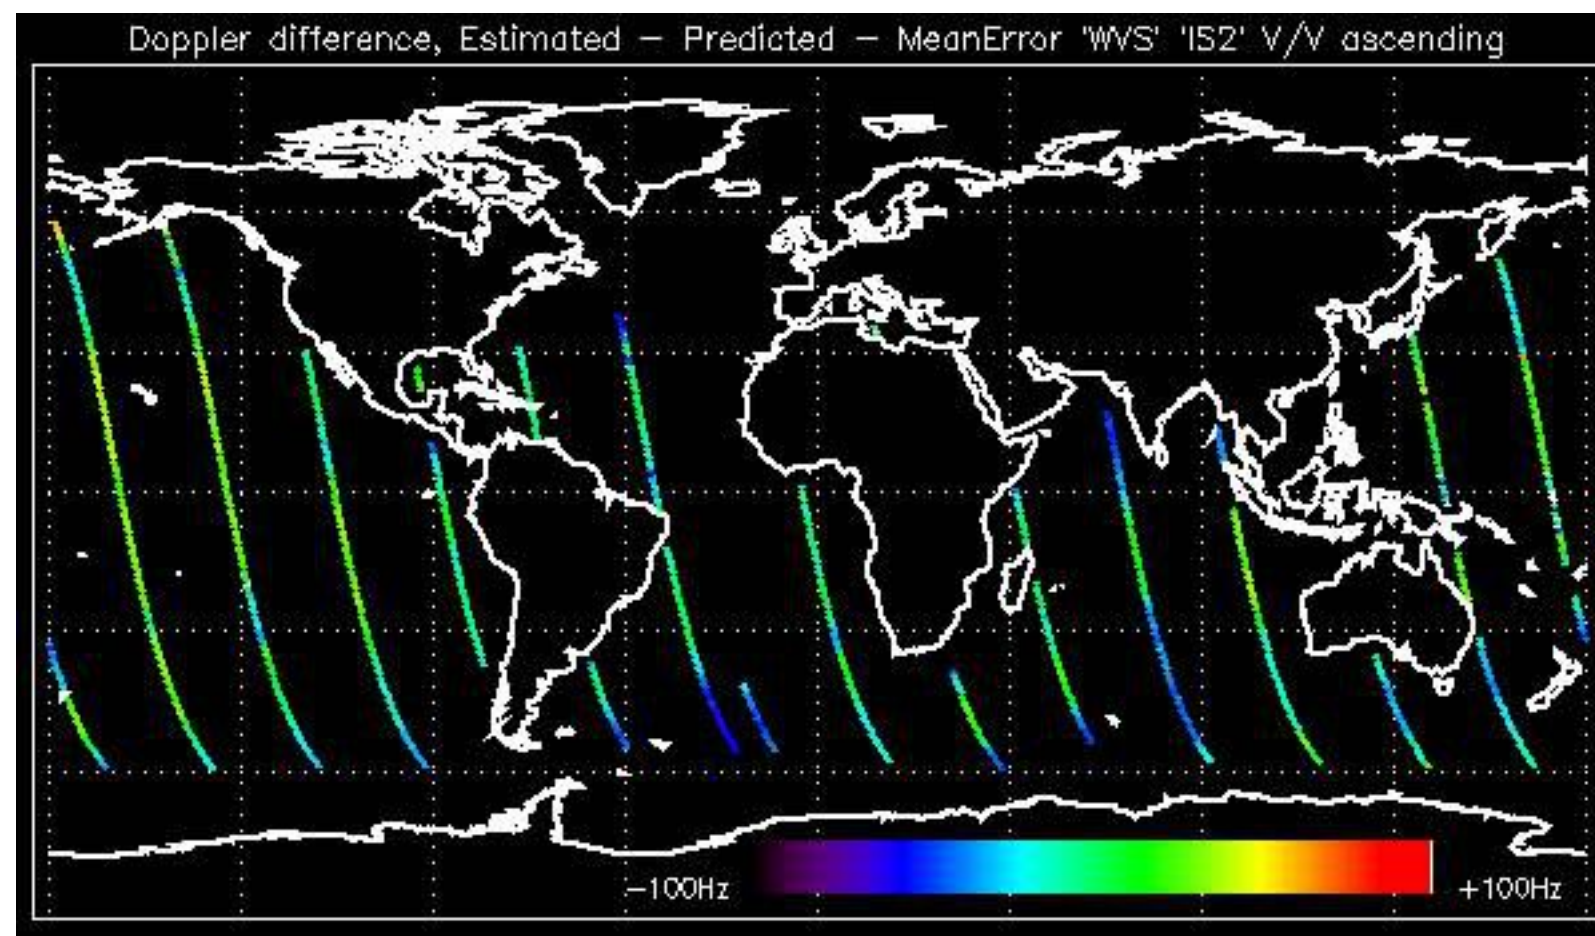 Doppler difference, Estimated − Predicted − MeanError 'WVS' 'IS2' V/V ascending
−100Hz
+100Hz